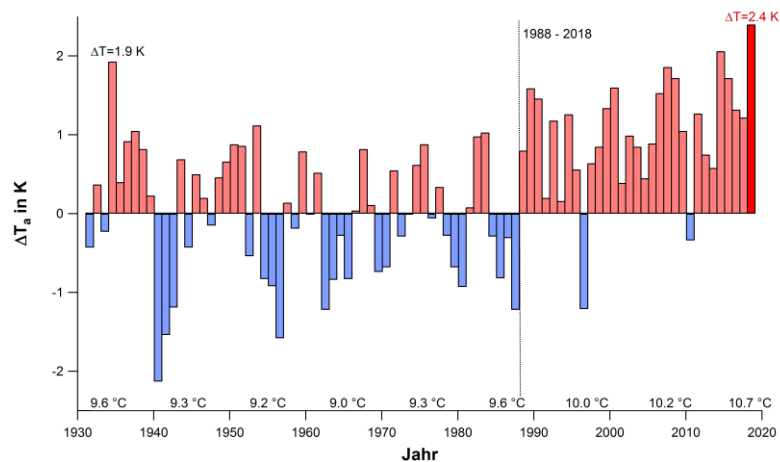 ΔT=2.4 K
1988 - 2018
ΔT=1.9 K
ΔTa in K
2
1
0
-1
-2
9.6 °C 9.3 °C 9.2 °C 9.0 °C 9.3 °C 9.6 °C 10.0 °C 10.2 °C 10.7 °C
1930 1940 1950 1960 1970 1980 1990 2000 2010 2020
Jahr